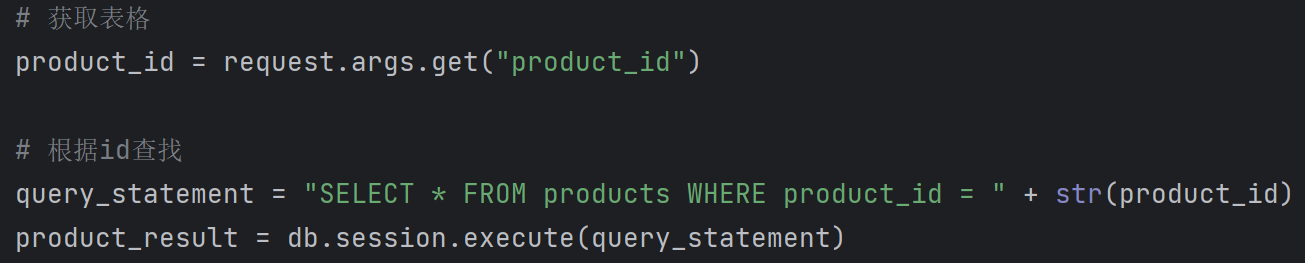 # 获取表格
product_id = request.args.get("product_id")
# 根据id查找
query_statement = "SELECT * FROM products WHERE product_id = " + str(product_id)
product_result = db.session.execute(query_statement)